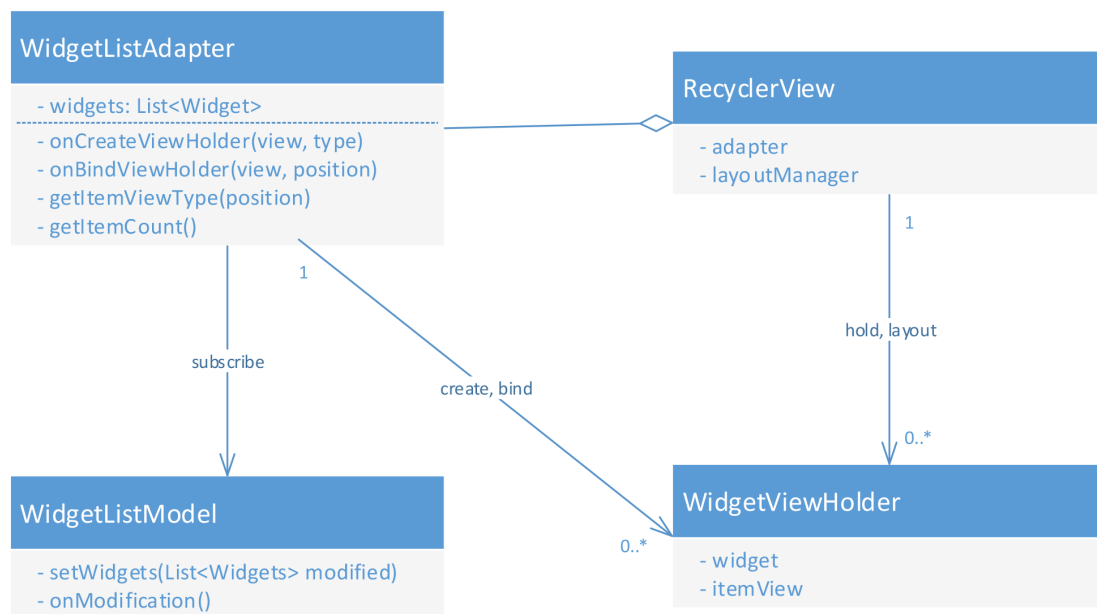 WidgetListAdapter
- widgets: List<Widget>
- onCreateViewHolder(view, type)
- onBindViewHolder(view, position)
- getItemViewType(position)
- getItemCount()
RecyclerView
- adapter
- layoutManager
1
1
hold, layout
subscribe
create, bind
0..*
0..*
WidgetListModel
- setWidgets(List<Widgets> modified)
- onModification()
WidgetViewHolder
- widget
- itemView